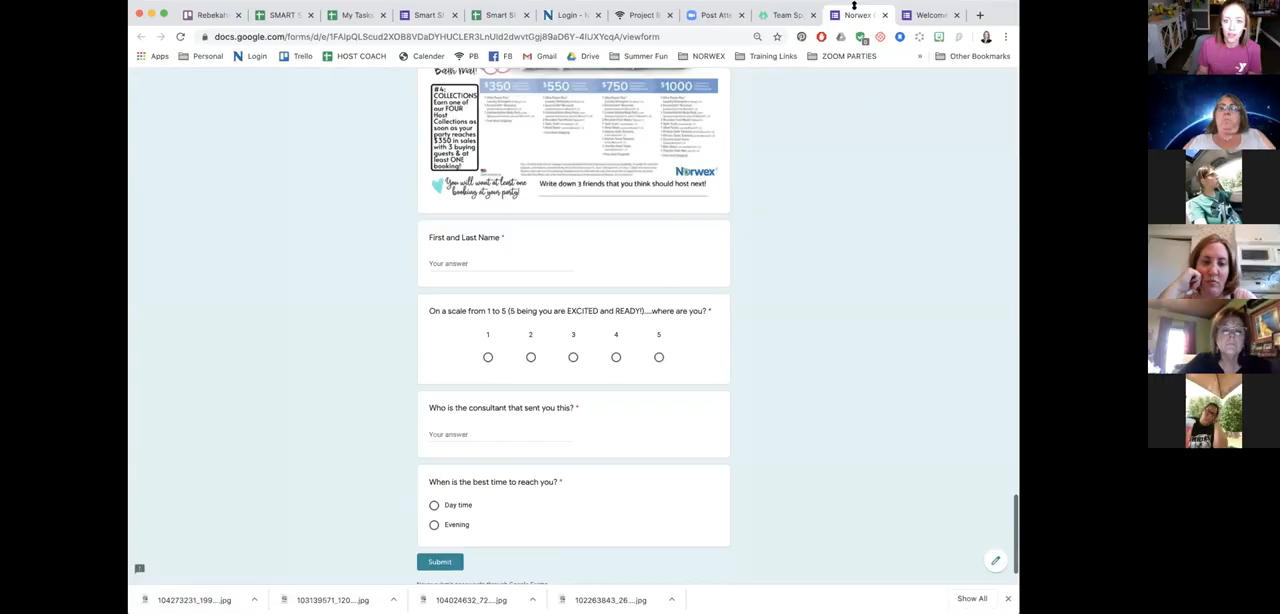 Rebekah
SMART S
My Tasks
Smart S
Smart S
Login - N
Project B
Post Atte
Team Sp
Norwex
Welcome
docs.google.com/forms/d/e/1FAIpQLScud2XOB8VDaDYHUCLER3LnUld2dwvtGgj89aD6Y-4lUXYcqA/viewform
Apps
Personal
Login
Trello
HOST COACH
Calender
PB
FB
Gmail
Drive
Summer Fun
NORWEX
Training Links
ZOOM PARTIES
»
Other Bookmarks
$350 $550 $750 $1000
#4:
COLLECTIONS
Earn one of
our FOUR
Host
Collections as
soon as your
party reaches
$350 in sales
with 3 buying
guests & at
least ONE
booking!
You will want at least one
booking at your party!
Norwex
Write down 3 friends that you think should host next!
First and Last Name *
Your answer
On a scale from 1 to 5 (5 being you are EXCITED and READY!)....where are you? *
1 2 3 4 5
Who is the consultant that sent you this? *
Your answer
When is the best time to reach you? *
Day time
Evening
Submit
104273231_199....jpg
103139571_120....jpg
104024632_72....jpg
102263843_26....jpg
Show All